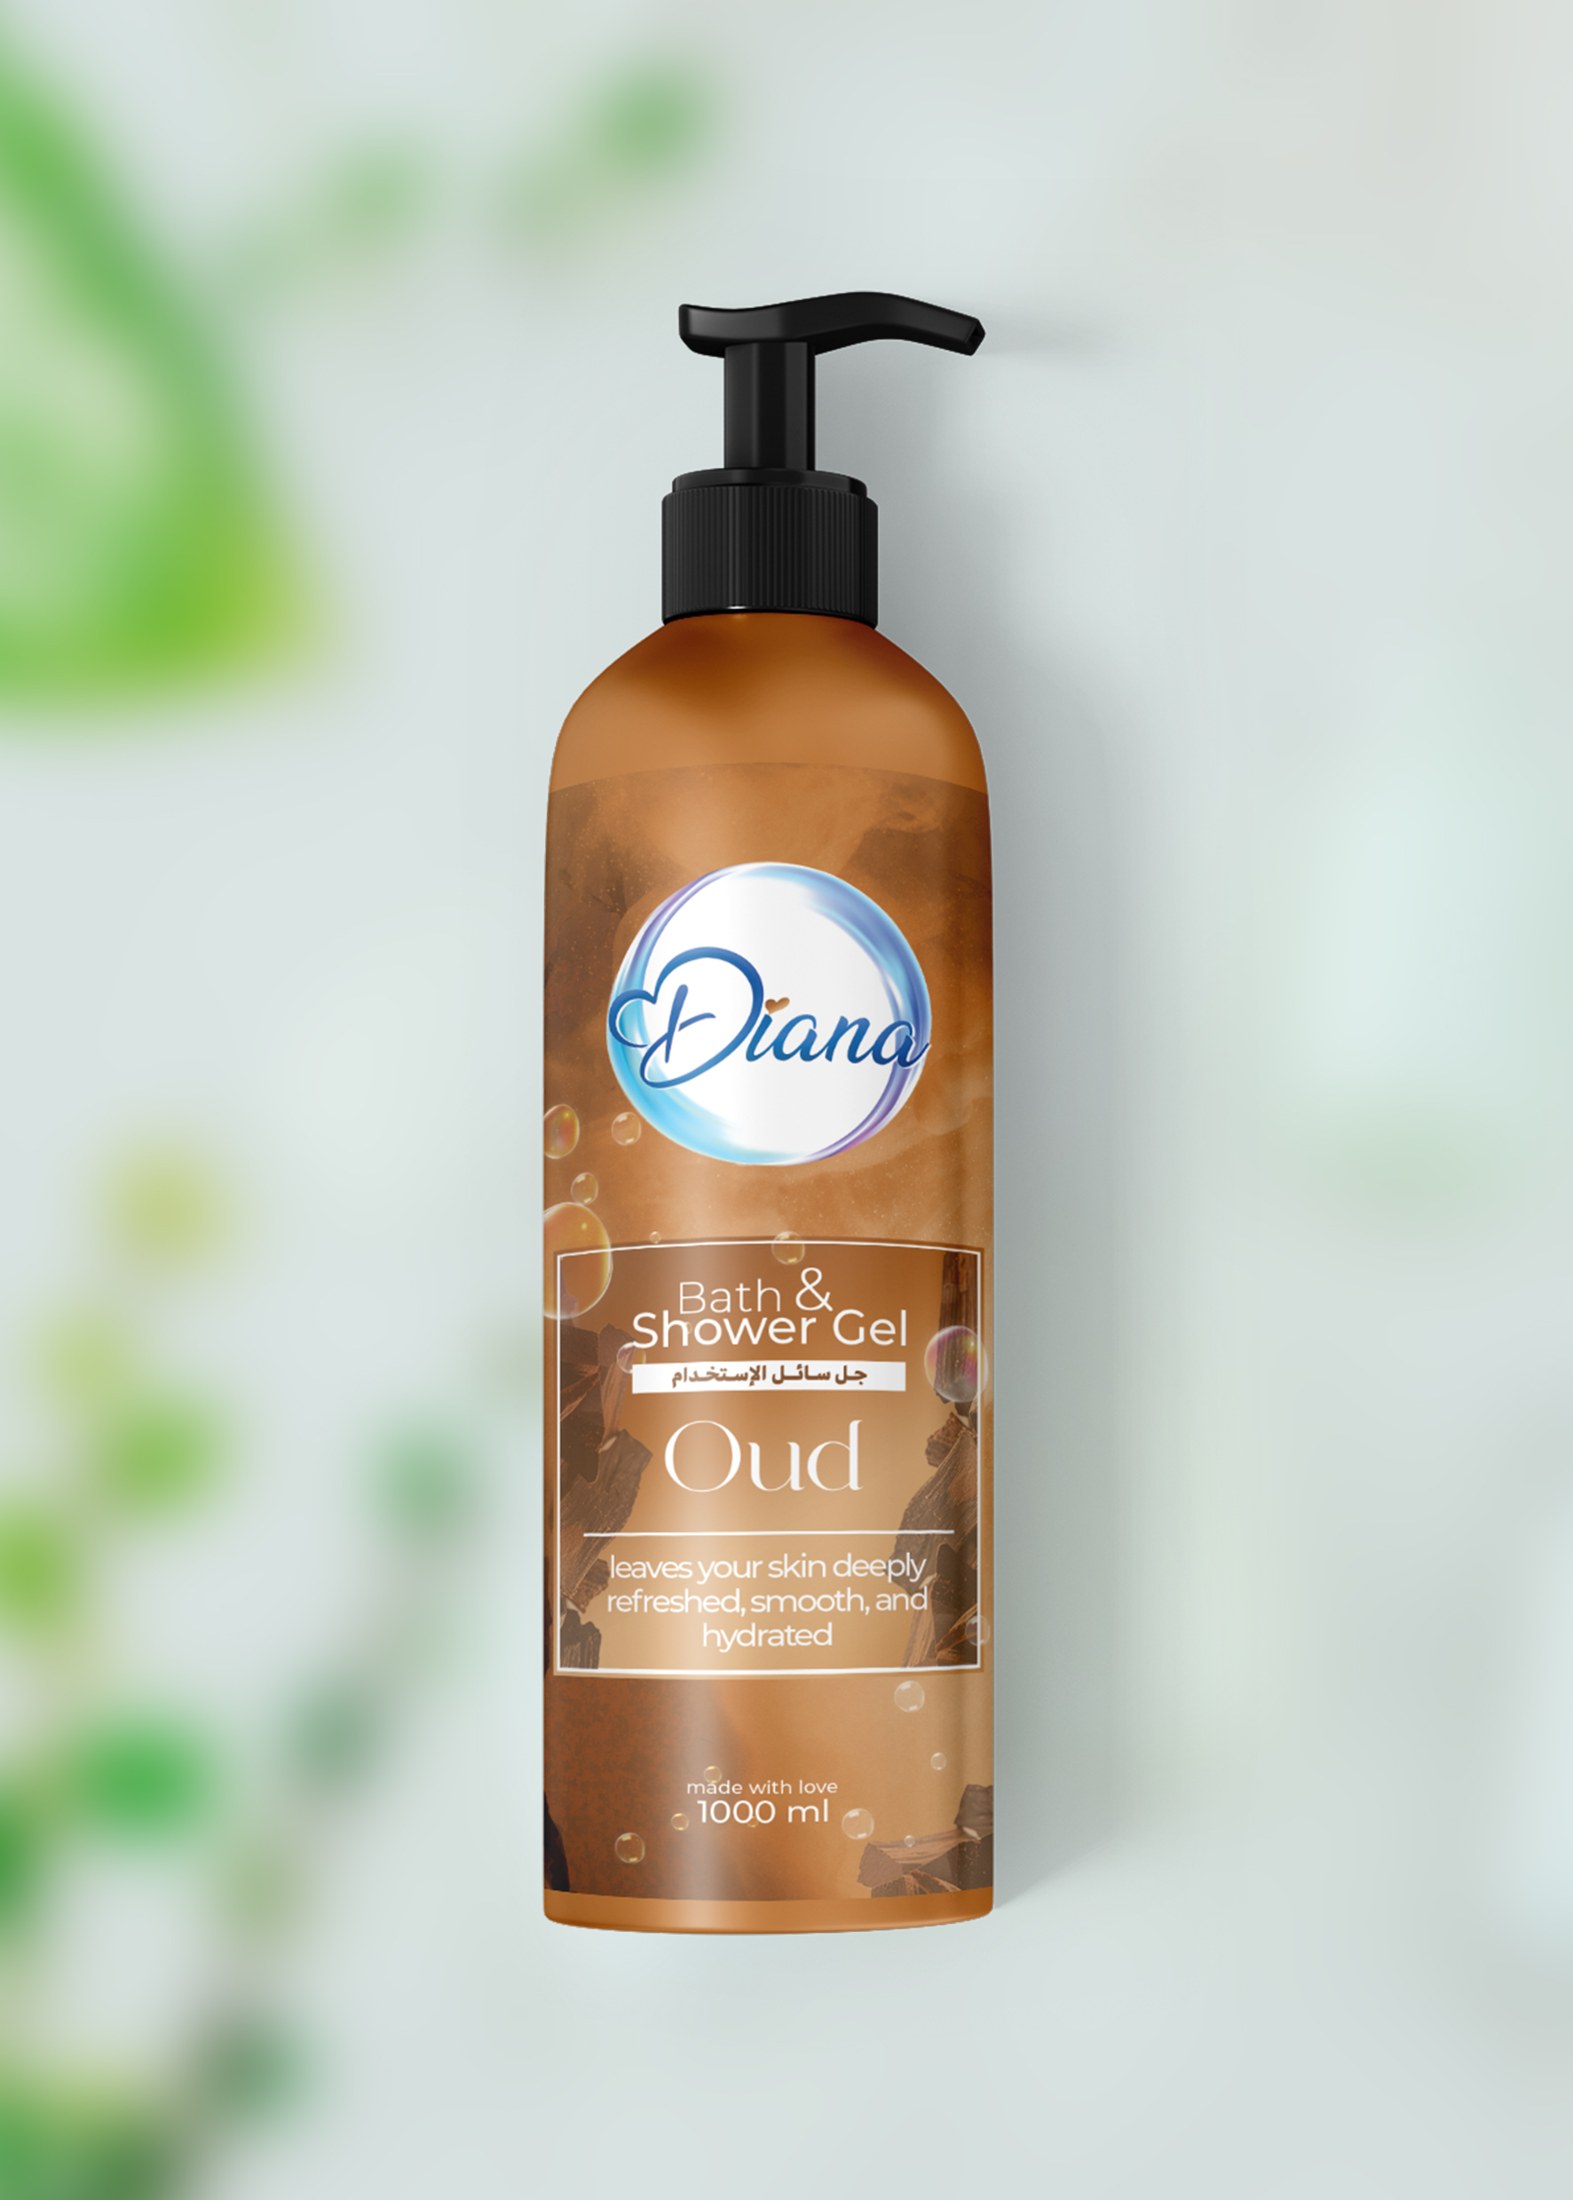 Diana
Bath &
Shower Gel
جل سائل الإستخدام
Oud
leaves your skin deeply
refreshed, smooth, and
hydrated
made with love
1000 ml